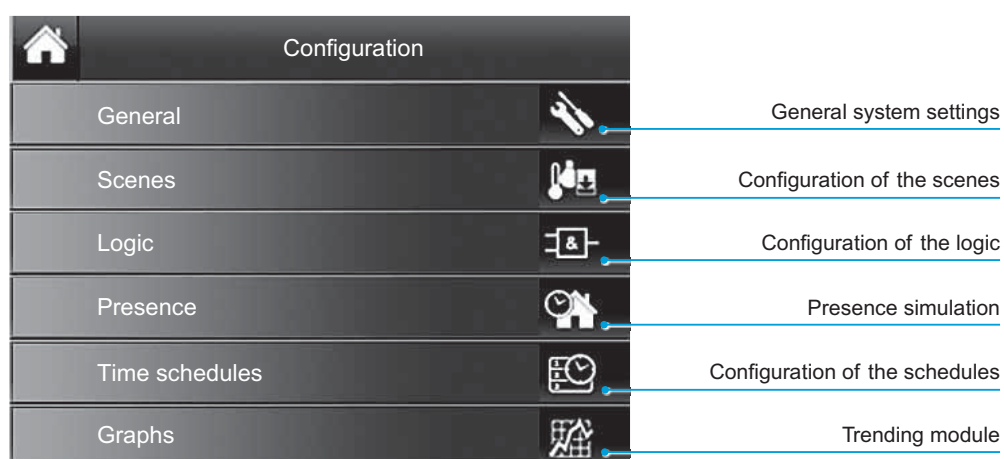 Configuration
General
General system settings
Scenes
Configuration of the scenes
Logic
&
Configuration of the logic
Presence
Presence simulation
Time schedules
Configuration of the schedules
Graphs
Trending module